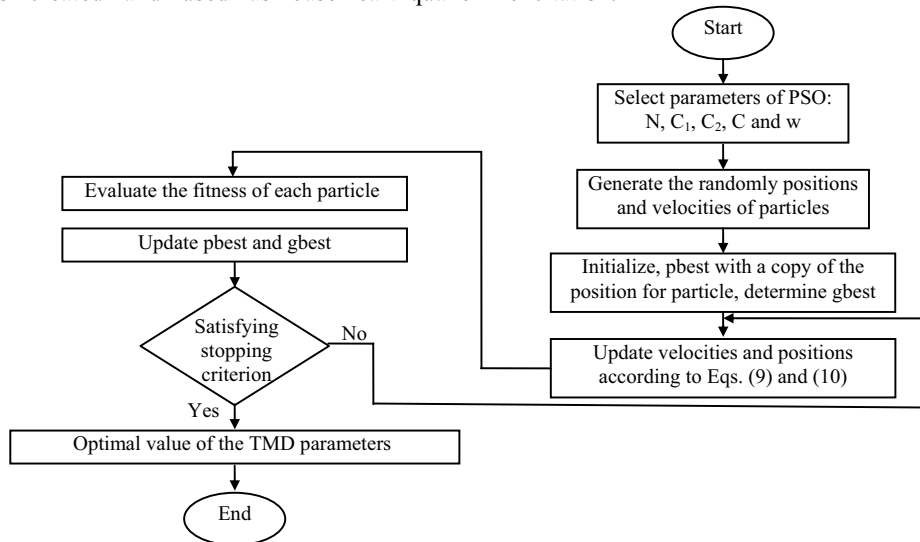 Start
Select parameters of PSO:
N, C₁, C₂, C and w
Generate the randomly positions
and velocities of particles
Initialize, pbest with a copy of the
position for particle, determine gbest
Update velocities and positions
according to Eqs. (9) and (10)
Evaluate the fitness of each particle
Update pbest and gbest
Satisfying
stopping
criterion
No
Yes
Optimal value of the TMD parameters
End